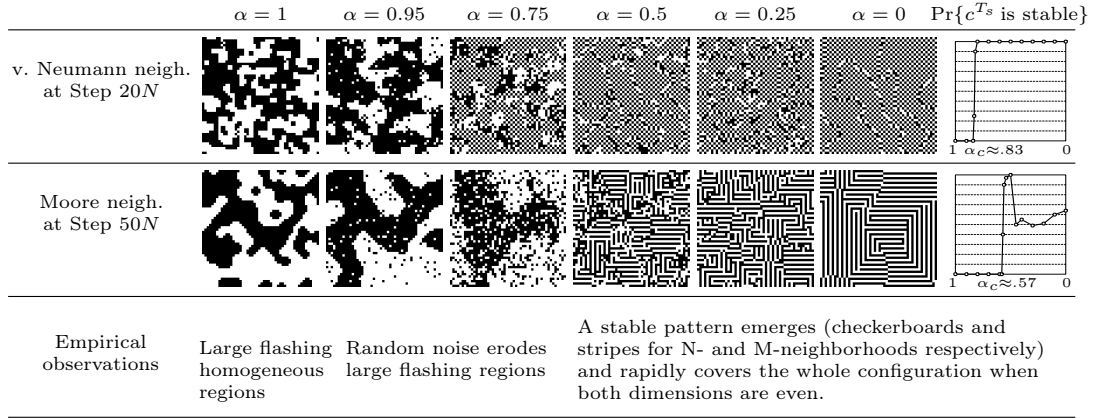 α = 1 α = 0.95 α = 0.75 α = 0.5 α = 0.25 α = 0 Pr{c^{T_s} is stable}
v. Neumann neigh.
at Step 20N
1 α_c≈.83 0
Moore neigh.
at Step 50N
1 α_c≈.57 0
Empirical
observations
Large flashing
homogeneous
regions
Random noise erodes
large flashing regions
A stable pattern emerges (checkerboards and
stripes for N- and M-neighborhoods respectively)
and rapidly covers the whole configuration when
both dimensions are even.